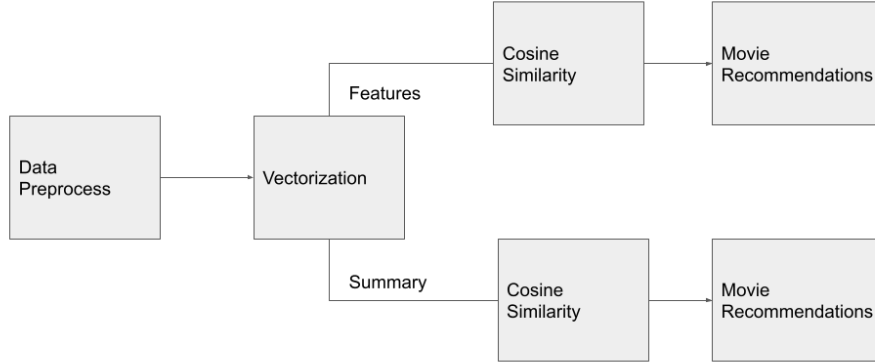 Data
Preprocess
Vectorization
Features
Cosine
Similarity
Movie
Recommendations
Summary
Cosine
Similarity
Movie
Recommendations